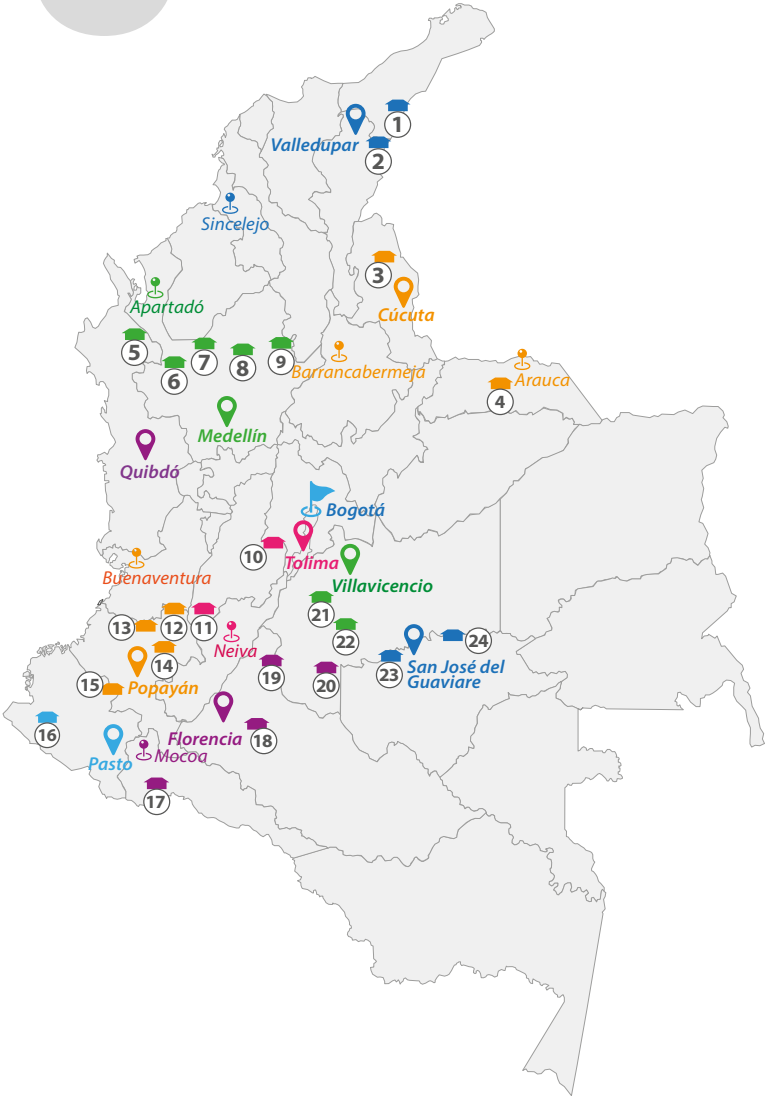 1
Valledupar
2
Sincelejo
3
Cúcuta
Apartadó
5
6
7
8
9
Barrancabermeja
Arauca
4
Medellín
Quibdó
Bogotá
10
Tolima
Buenaventura
Villavicencio
21
22
13
12
11
Neiva
14
24
23
San José del
Guaviare
15
Popayán
19
20
16
Pasto
Florencia
18
Mocoa
17